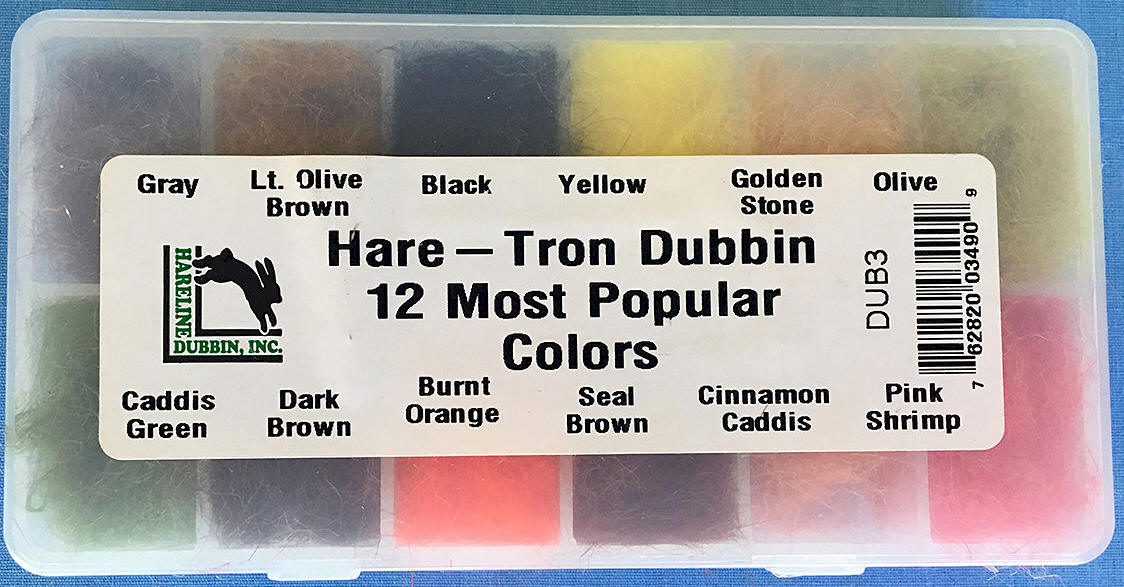 Gray
Lt. Olive
Brown
Black
Yellow
Golden
Stone
Olive
Hare – Tron Dubbin
12 Most Popular
Colors
HARELINE
DUBBIN, INC.
DUB3
7 62820 03490 9
Caddis
Green
Dark
Brown
Burnt
Orange
Seal
Brown
Cinnamon
Caddis
Pink
Shrimp